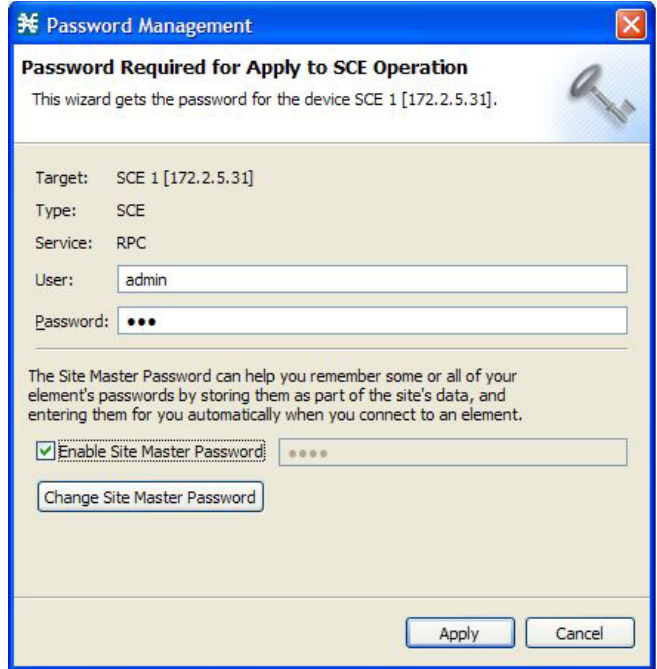 Password Management
Password Required for Apply to SCE Operation
This wizard gets the password for the device SCE 1 [172.2.5.31].
Target: SCE 1 [172.2.5.31]
Type: SCE
Service: RPC
User: admin
Password: ●●●
The Site Master Password can help you remember some or all of your
element's passwords by storing them as part of the site's data, and
entering them for you automatically when you connect to an element.
Enable Site Master Password ●●●●
Change Site Master Password
Apply Cancel